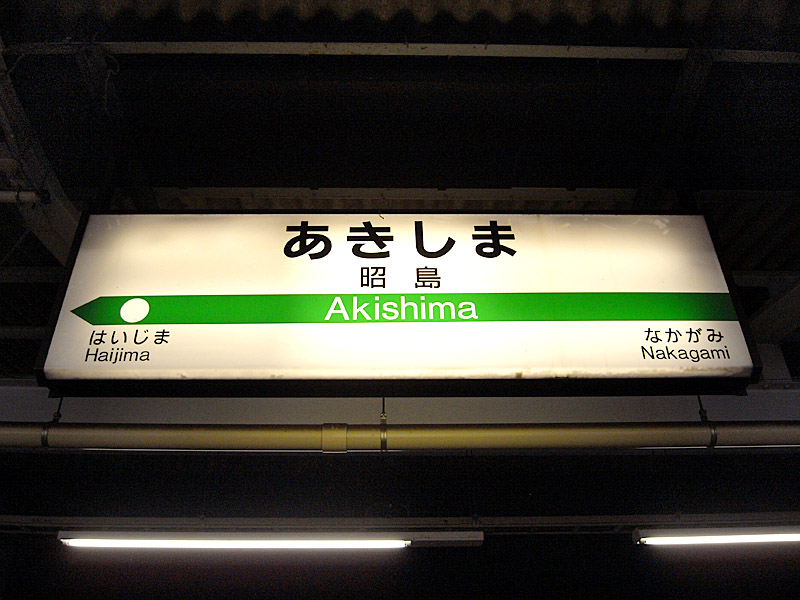 あきしま
昭島
Akishima
はいじま
Haijima
なかがみ
Nakagami